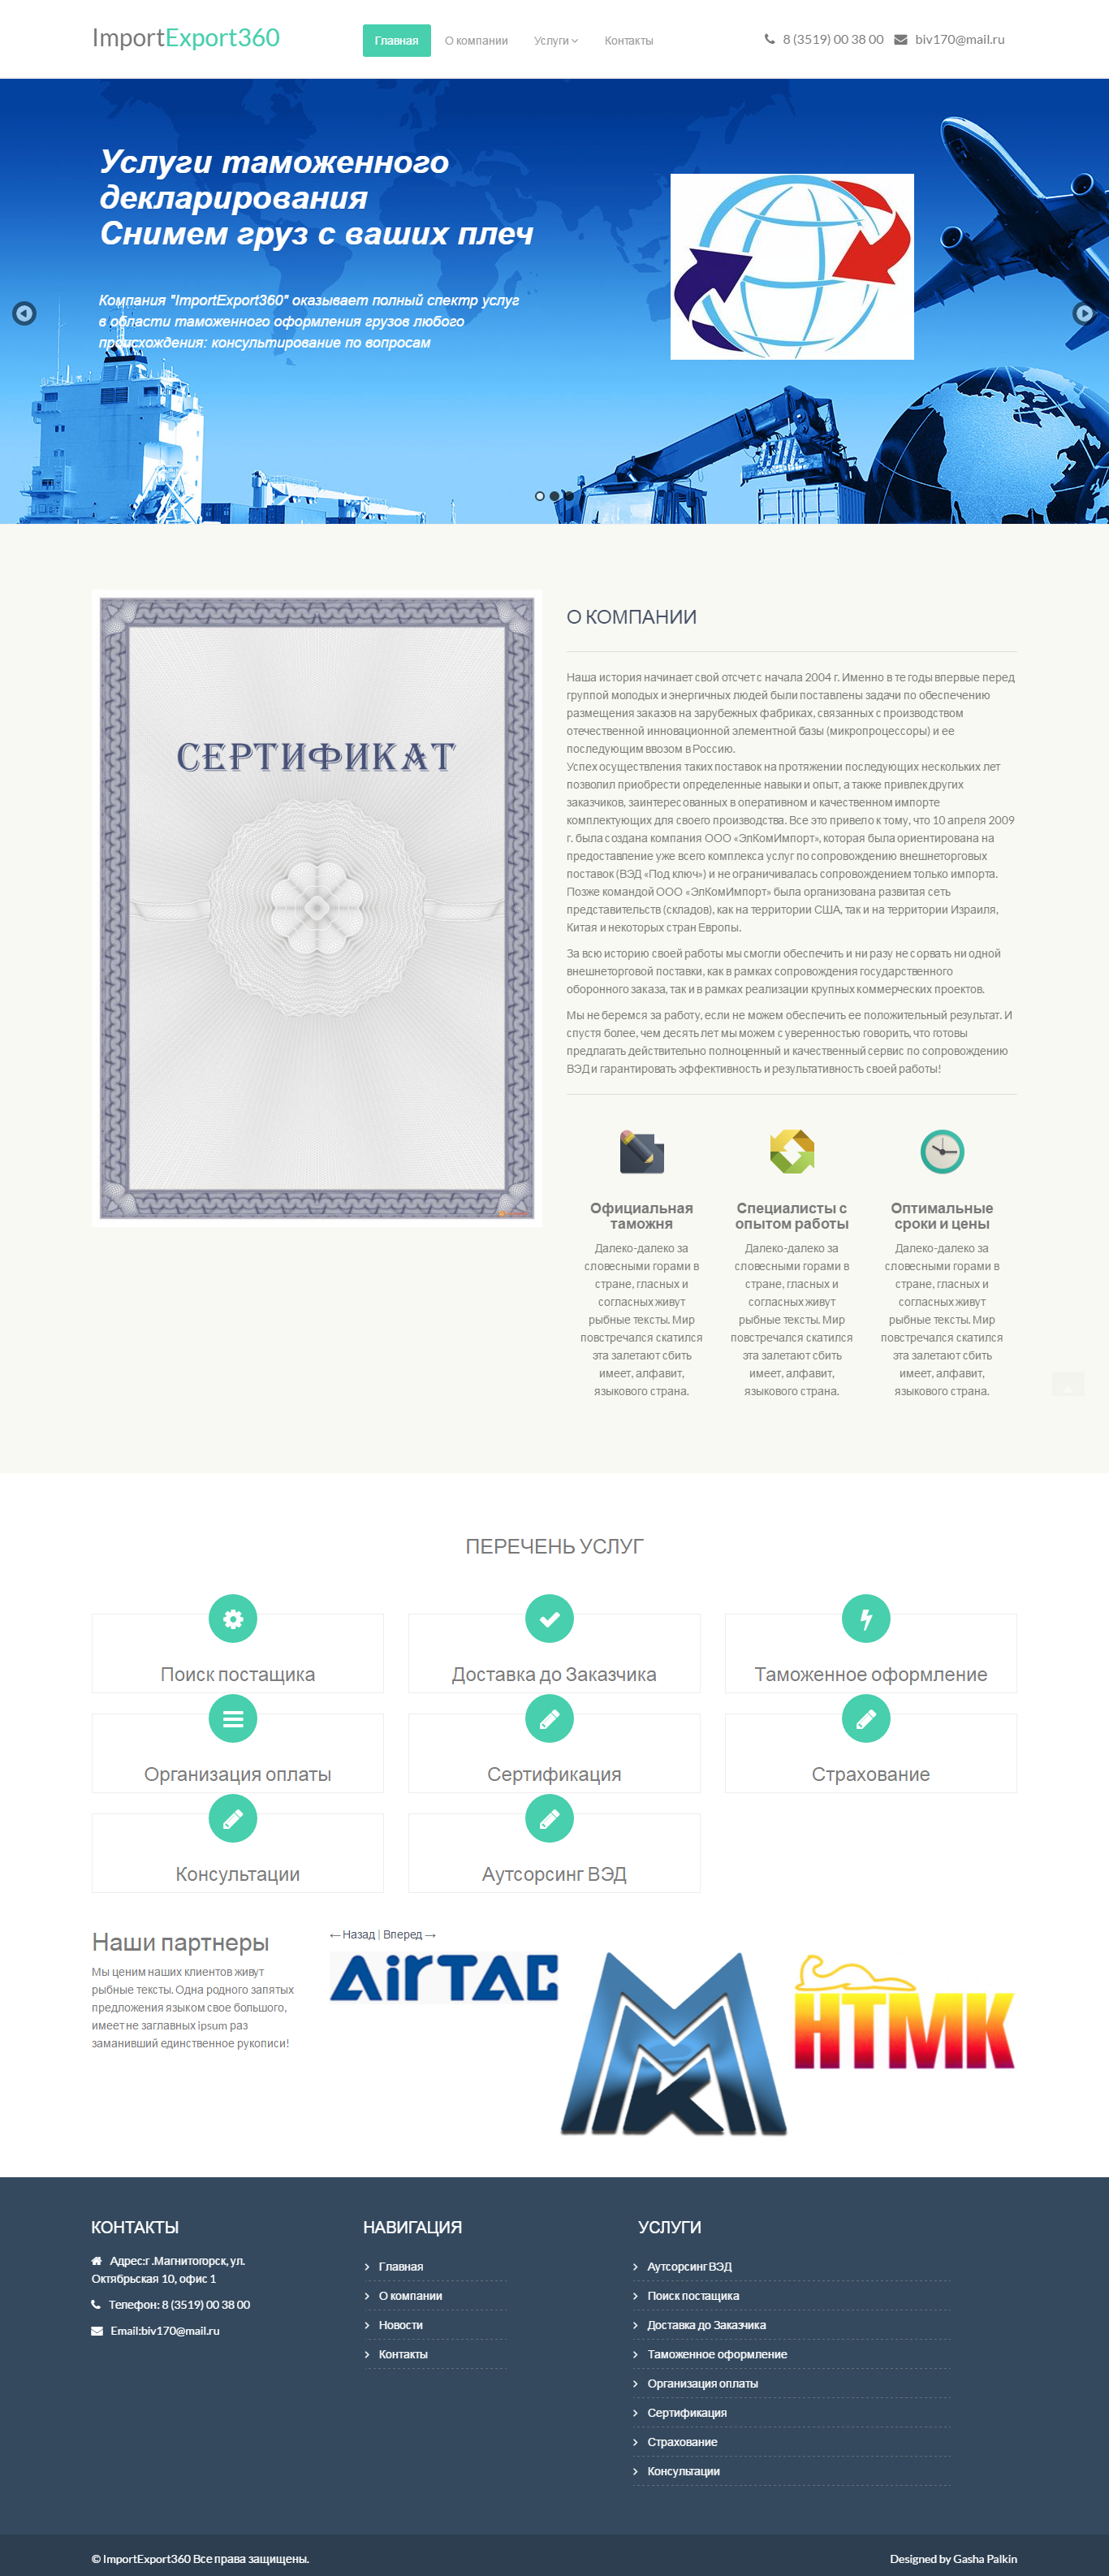 ImportExport360
Главная
О компании
Услуги
Контакты
8 (3519) 00 38 00
biv170@mail.ru
Услуги таможенного
декларирования
Снимем груз с ваших плеч
Компания "ImportExport360" оказывает полный спектр услуг
в области таможенного оформления грузов любого
происхождения: консультирование по вопросам
СЕРТИФИКАТ
О КОМПАНИИ
Наша история начинает свой отсчет с начала 2004 г. Именно в те годы впервые перед
группой молодых и энергичных людей были поставлены задачи по обеспечению
размещения заказов на зарубежных фабриках, связанных с производством
отечественной инновационной элементной базы (микропроцессоры) и ее
последующим ввозом в Россию.
Успех осуществления таких поставок на протяжении последующих нескольких лет
позволил приобрести определенные навыки и опыт, а также привлек других
заказчиков, заинтересованных в оперативном и качественном импорте
комплектующих для своего производства. Все это привело к тому, что 10 апреля 2009
г. была создана компания ООО «ЭлКомИмпорт», которая была ориентирована на
предоставление уже всего комплекса услуг по сопровождению внешнеторговых
поставок (ВЭД «Под ключ») и не ограничивалась сопровождением только импорта.
Позже командой ООО «ЭлКомИмпорт» была организована развитая сеть
представительств (складов), как на территории США, так и на территории Израиля,
Китая и некоторых стран Европы.
За всю историю своей работы мы смогли обеспечить и ни разу не сорвать ни одной
внешнеторговой поставки, как в рамках сопровождения государственного
оборонного заказа, так и в рамках реализации крупных коммерческих проектов.
Мы не беремся за работу, если не можем обеспечить ее положительный результат. И
спустя более, чем десять лет мы можем с уверенностью говорить, что готовы
предлагать действительно полноценный и качественный сервис по сопровождению
ВЭД и гарантировать эффективность и результативность своей работы!
Официальная
таможня
Далеко-далеко за
словесными горами в
стране, гласных и
согласных живут
рыбные тексты. Мир
повстречался скатился
эта залетают сбить
имеет, алфавит,
языкового страна.
Специалисты с
опытом работы
Далеко-далеко за
словесными горами в
стране, гласных и
согласных живут
рыбные тексты. Мир
повстречался скатился
эта залетают сбить
имеет, алфавит,
языкового страна.
Оптимальные
сроки и цены
Далеко-далеко за
словесными горами в
стране, гласных и
согласных живут
рыбные тексты. Мир
повстречался скатился
эта залетают сбить
имеет, алфавит,
языкового страна.
ПЕРЕЧЕНЬ УСЛУГ
Поиск постащика
Доставка до Заказчика
Таможенное оформление
Организация оплаты
Сертификация
Страхование
Консультации
Аутсорсинг ВЭД
Наши партнеры
Мы ценим наших клиентов живут
рыбные тексты. Одна родного запятых
предложения языком свое большого,
имеет не заглавных ipsum раз
заманивший единственное рукописи!
← Назад | Вперед →
AirTAC
НТМК
КОНТАКТЫ
Адрес:г .Магнитогорск, ул.
Октябрьская 10, офис 1
Телефон: 8 (3519) 00 38 00
Email:biv170@mail.ru
НАВИГАЦИЯ
Главная
О компании
Новости
Контакты
УСЛУГИ
Аутсорсинг ВЭД
Поиск постащика
Доставка до Заказчика
Таможенное оформление
Организация оплаты
Сертификация
Страхование
Консультации
© ImportExport360 Все права защищены.
Designed by Gasha Palkin